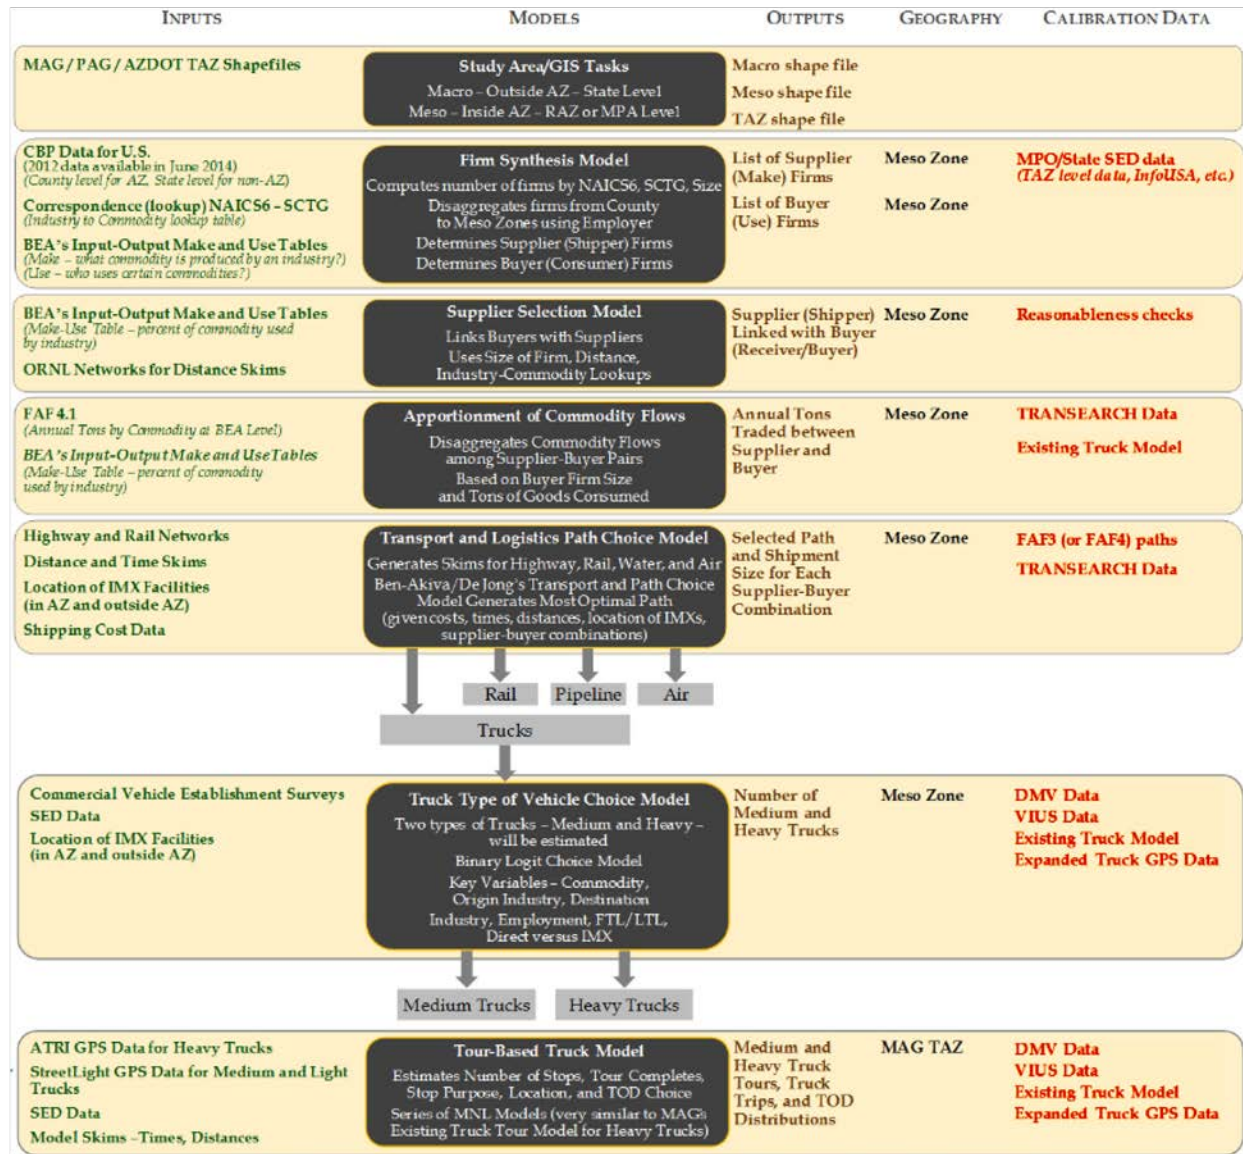 INPUTS
MODELS
OUTPUTS
GEOGRAPHY
CALIBRATION DATA
MAG / PAG / AZDOT TAZ Shapefiles
Study Area/GIS Tasks
Macro – Outside AZ – State Level
Meso – Inside AZ – RAZ or MPA Level
Macro shape file
Meso shape file
TAZ shape file
CBP Data for U.S.
(2012 data available in June 2014)
(County level for AZ, State level for non-AZ)
Correspondence (lookup) NAICS6 – SCTG
(Industry to Commodity lookup table)
BEA's Input-Output Make and Use Tables
(Make – what commodity is produced by an industry?)
(Use – who uses certain commodities?)
Firm Synthesis Model
Computes number of firms by NAICS6, SCTG, Size
Disaggregates firms from County
to Meso Zones using Employer
Determines Supplier (Shipper) Firms
Determines Buyer (Consumer) Firms
List of Supplier
(Make) Firms
List of Buyer
(Use) Firms
Meso Zone
Meso Zone
MPO/State SED data
(TAZ level data, InfoUSA, etc.)
BEA's Input-Output Make and Use Tables
(Make-Use Table – percent of commodity used
by industry)
ORNL Networks for Distance Skims
Supplier Selection Model
Links Buyers with Suppliers
Uses Size of Firm, Distance,
Industry-Commodity Lookups
Supplier (Shipper)
Linked with Buyer
(Receiver/Buyer)
Meso Zone
Reasonableness checks
FAF 4.1
(Annual Tons by Commodity at BEA Level)
BEA's Input-Output Make and Use Tables
(Make-Use Table – percent of commodity
used by industry)
Apportionment of Commodity Flows
Disaggregates Commodity Flows
among Supplier-Buyer Pairs
Based on Buyer Firm Size
and Tons of Goods Consumed
Annual Tons
Traded between
Supplier and
Buyer
Meso Zone
TRANSEARCH Data
Existing Truck Model
Highway and Rail Networks
Distance and Time Skims
Location of IMX Facilities
(in AZ and outside AZ)
Shipping Cost Data
Transport and Logistics Path Choice Model
Generates Skims for Highway, Rail, Water, and Air
Ben-Akiva/De Jong's Transport and Path Choice
Model Generates Most Optimal Path
(given costs, times, distances, location of IMXs,
supplier-buyer combinations)
Selected Path
and Shipment
Size for Each
Supplier-Buyer
Combination
Meso Zone
FAF3 (or FAF4) paths
TRANSEARCH Data
Rail
Pipeline
Air
Trucks
Commercial Vehicle Establishment Surveys
SED Data
Location of IMX Facilities
(in AZ and outside AZ)
Truck Type of Vehicle Choice Model
Two types of Trucks – Medium and Heavy –
will be estimated
Binary Logit Choice Model
Key Variables – Commodity,
Origin Industry, Destination
Industry, Employment, FTL/LTL,
Direct versus IMX
Number of
Medium and
Heavy Trucks
Meso Zone
DMV Data
VIUS Data
Existing Truck Model
Expanded Truck GPS Data
Medium Trucks
Heavy Trucks
ATRI GPS Data for Heavy Trucks
StreetLight GPS Data for Medium and Light
Trucks
SED Data
Model Skims –Times, Distances
Tour-Based Truck Model
Estimates Number of Stops, Tour Completes,
Stop Purpose, Location, and TOD Choice
Series of MNL Models (very similar to MAG's
Existing Truck Tour Model for Heavy Trucks)
Medium and
Heavy Truck
Tours, Truck
Trips, and TOD
Distributions
MAG TAZ
DMV Data
VIUS Data
Existing Truck Model
Expanded Truck GPS Data